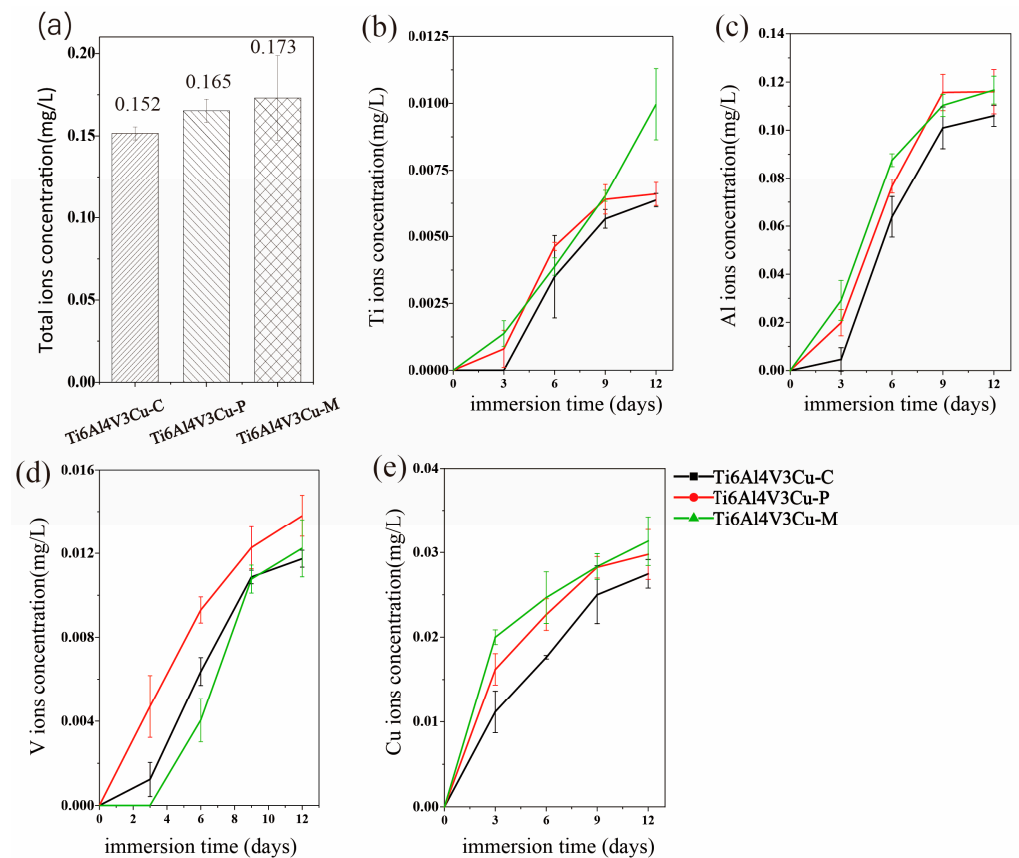 (a)
Total ions concentration(mg/L)
0.20
0.15
0.10
0.05
0.00
0.152
0.165
0.173
Ti6Al4V3Cu-C
Ti6Al4V3Cu-P
Ti6Al4V3Cu-M
(b)
Ti ions concentration(mg/L)
0.0125
0.0100
0.0075
0.0050
0.0025
0.0000
0 3 6 9 12
immersion time (days)
(c)
Al ions concentration(mg/L)
0.14
0.12
0.10
0.08
0.06
0.04
0.02
0.00
0 3 6 9 12
immersion time (days)
(d)
V ions concentration(mg/L)
0.016
0.012
0.008
0.004
0.000
0 2 4 6 8 10 12
immersion time (days)
(e)
Cu ions concentration(mg/L)
0.04
0.03
0.02
0.01
0.00
0 3 6 9 12
immersion time (days)
Ti6Al4V3Cu-C
Ti6Al4V3Cu-P
Ti6Al4V3Cu-M